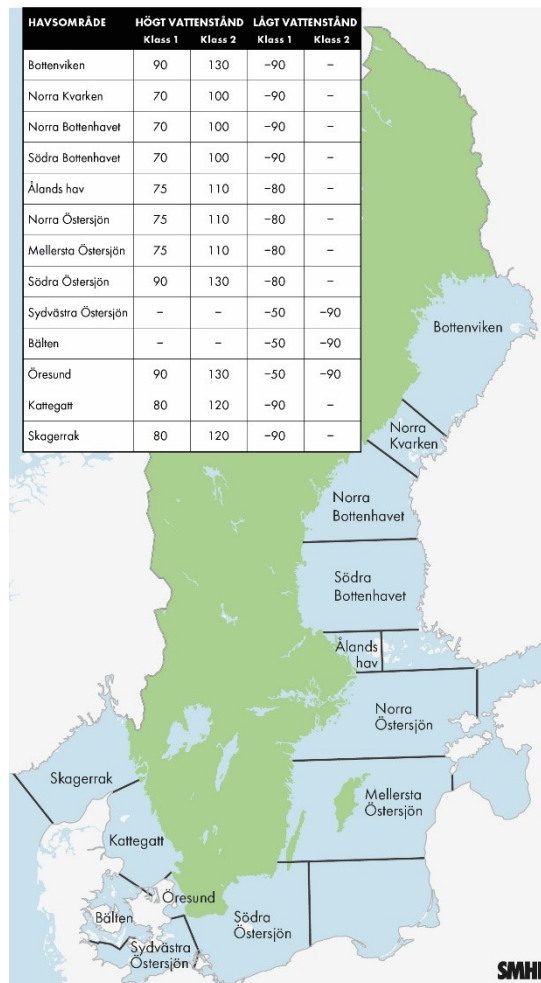 HAVSOMRÅDE HÖGT VATTENSTÅND LÅGT VATTENSTÅND
Klass 1 Klass 2 Klass 1 Klass 2
Bottenviken 90 130 −90 –
Norra Kvarken 70 100 −90 –
Norra Bottenhavet 70 100 −90 –
Södra Bottenhavet 70 100 −90 –
Ålands hav 75 110 −80 –
Norra Östersjön 75 110 −80 –
Mellersta Östersjön 75 110 −80 –
Södra Östersjön 90 130 −80 –
Sydvästra Östersjön – – −50 −90
Bälten – – −50 −90
Öresund 90 130 −50 −90
Kattegatt 80 120 −90 –
Skagerrak 80 120 −90 –
Bottenviken
Norra
Kvarken
Norra
Bottenhavet
Södra
Bottenhavet
Ålands
hav
Norra
Östersjön
Skagerrak
Mellersta
Östersjön
Kattegatt
Öresund
Bälten
Södra
Östersjön
Sydvästra
Östersjön
SMHI